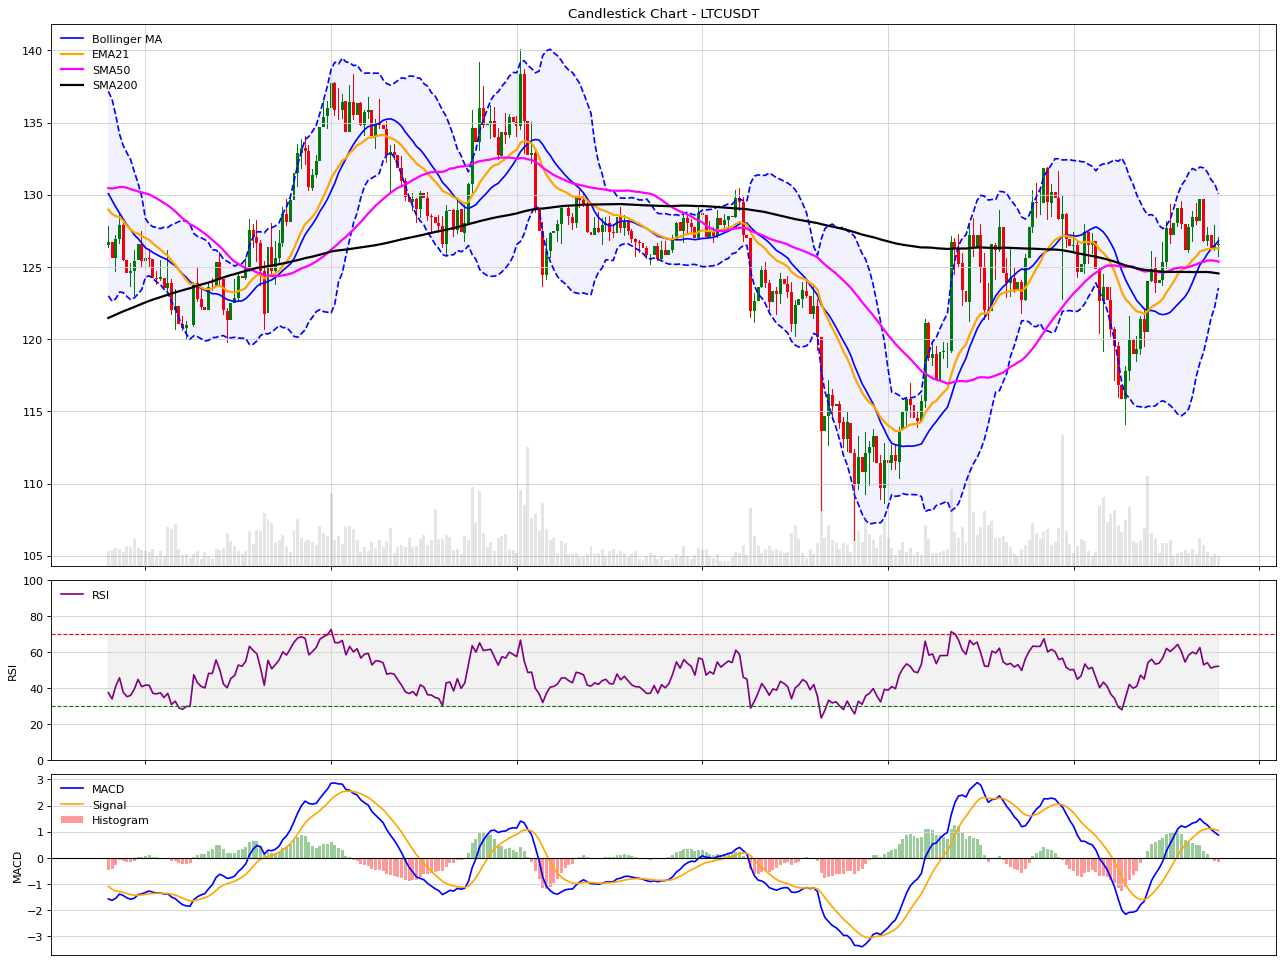 Candlestick Chart - LTCUSDT
Bollinger MA
EMA21
SMA50
SMA200
140
135
130
125
120
115
110
105
RSI
100
80
60
40
20
0
RSI
MACD
Signal
Histogram
3
2
1
0
−1
−2
−3
MACD